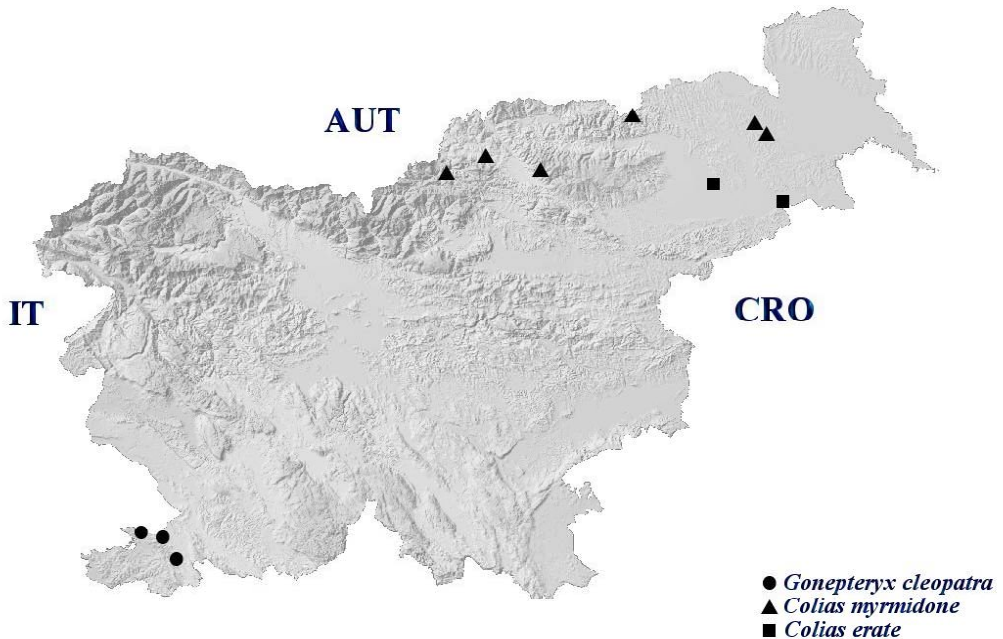 AUT
IT
CRO
Gonepteryx cleopatra
Colias myrmidone
Colias erate